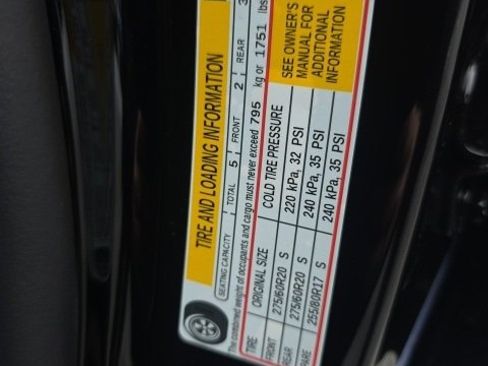 TIRE AND LOADING INFORMATION
SEATING CAPACITY TOTAL 5 FRONT 2 REAR 3
The combined weight of occupants and cargo must never exceed 795 kg or 1751 lbs
TIRE ORIGINAL SIZE COLD TIRE PRESSURE
FRONT 275/60R20 S 220 kPa, 32 PSI
REAR 275/60R20 S 240 kPa, 35 PSI
SPARE 255/80R17 S 240 kPa, 35 PSI
SEE OWNER'S
MANUAL FOR
ADDITIONAL
INFORMATION